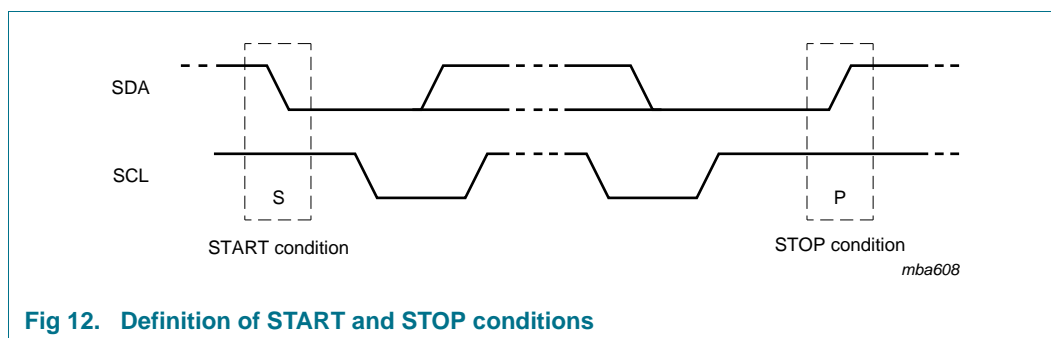 SDA
SCL
S
P
START condition
STOP condition
mba608
Fig 12. Definition of START and STOP conditions